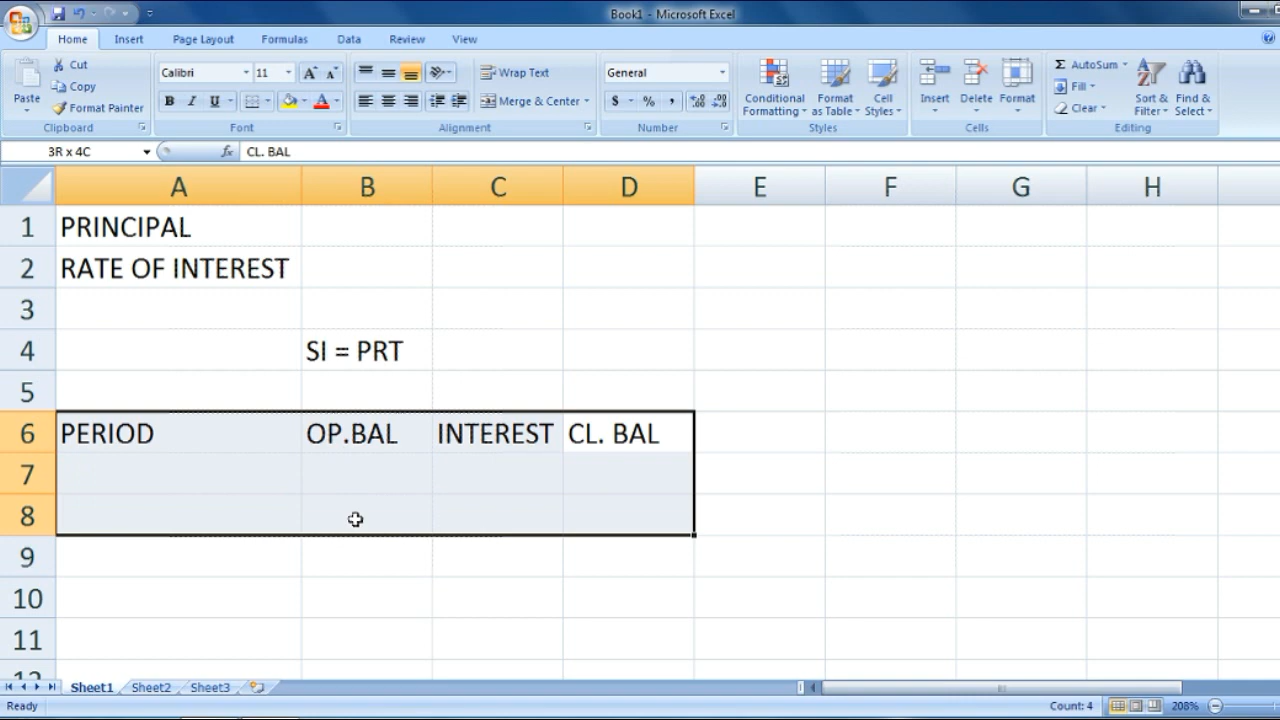 Book1 - Microsoft Excel
Home Insert Page Layout Formulas Data Review View
Paste
Cut
Copy
Format Painter
Clipboard
Calibri 11
B I U
Font
Wrap Text
Merge & Center
Alignment
General
$ % ,
Number
Conditional Formatting
Format as Table
Cell Styles
Styles
Insert Delete Format
Cells
Σ AutoSum
Fill
Clear
Sort & Filter
Find & Select
Editing
3R x 4C fx CL. BAL
A B C D E F G H
1 PRINCIPAL
2 RATE OF INTEREST
3
4 SI = PRT
5
6 PERIOD OP.BAL INTEREST CL. BAL
7
8
9
10
11
12
Sheet1 Sheet2 Sheet3
Ready Count: 4 208%